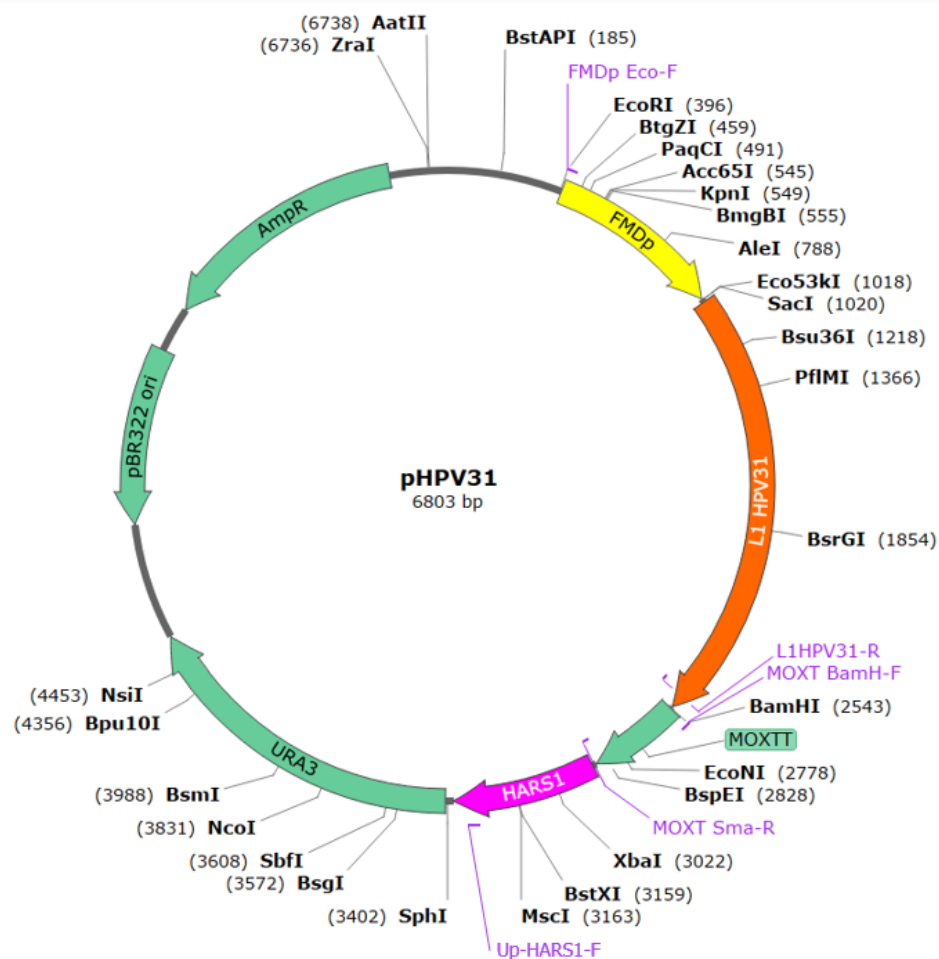 (6738) AatII
(6736) ZraI
BstAPI (185)
FMDp Eco-F
EcoRI (396)
BtgZI (459)
PaqCI (491)
Acc65I (545)
KpnI (549)
BmgBI (555)
AleI (788)
Eco53kI (1018)
SacI (1020)
Bsu36I (1218)
PflMI (1366)
BsrGI (1854)
L1HPV31-R
MOXT BamH-F
BamHI (2543)
MOXTT
EcoNI (2778)
BspEI (2828)
MOXT Sma-R
XbaI (3022)
BstXI (3159)
MscI (3163)
Up-HARS1-F
(3402) SphI
(3572) BsgI
(3608) SbfI
(3831) NcoI
(3988) BsmI
(4356) Bpu10I
(4453) NsiI
AmpR
FMDp
L1 HPV31
HARS1
URA3
pBR322 ori
pHPV31
6803 bp